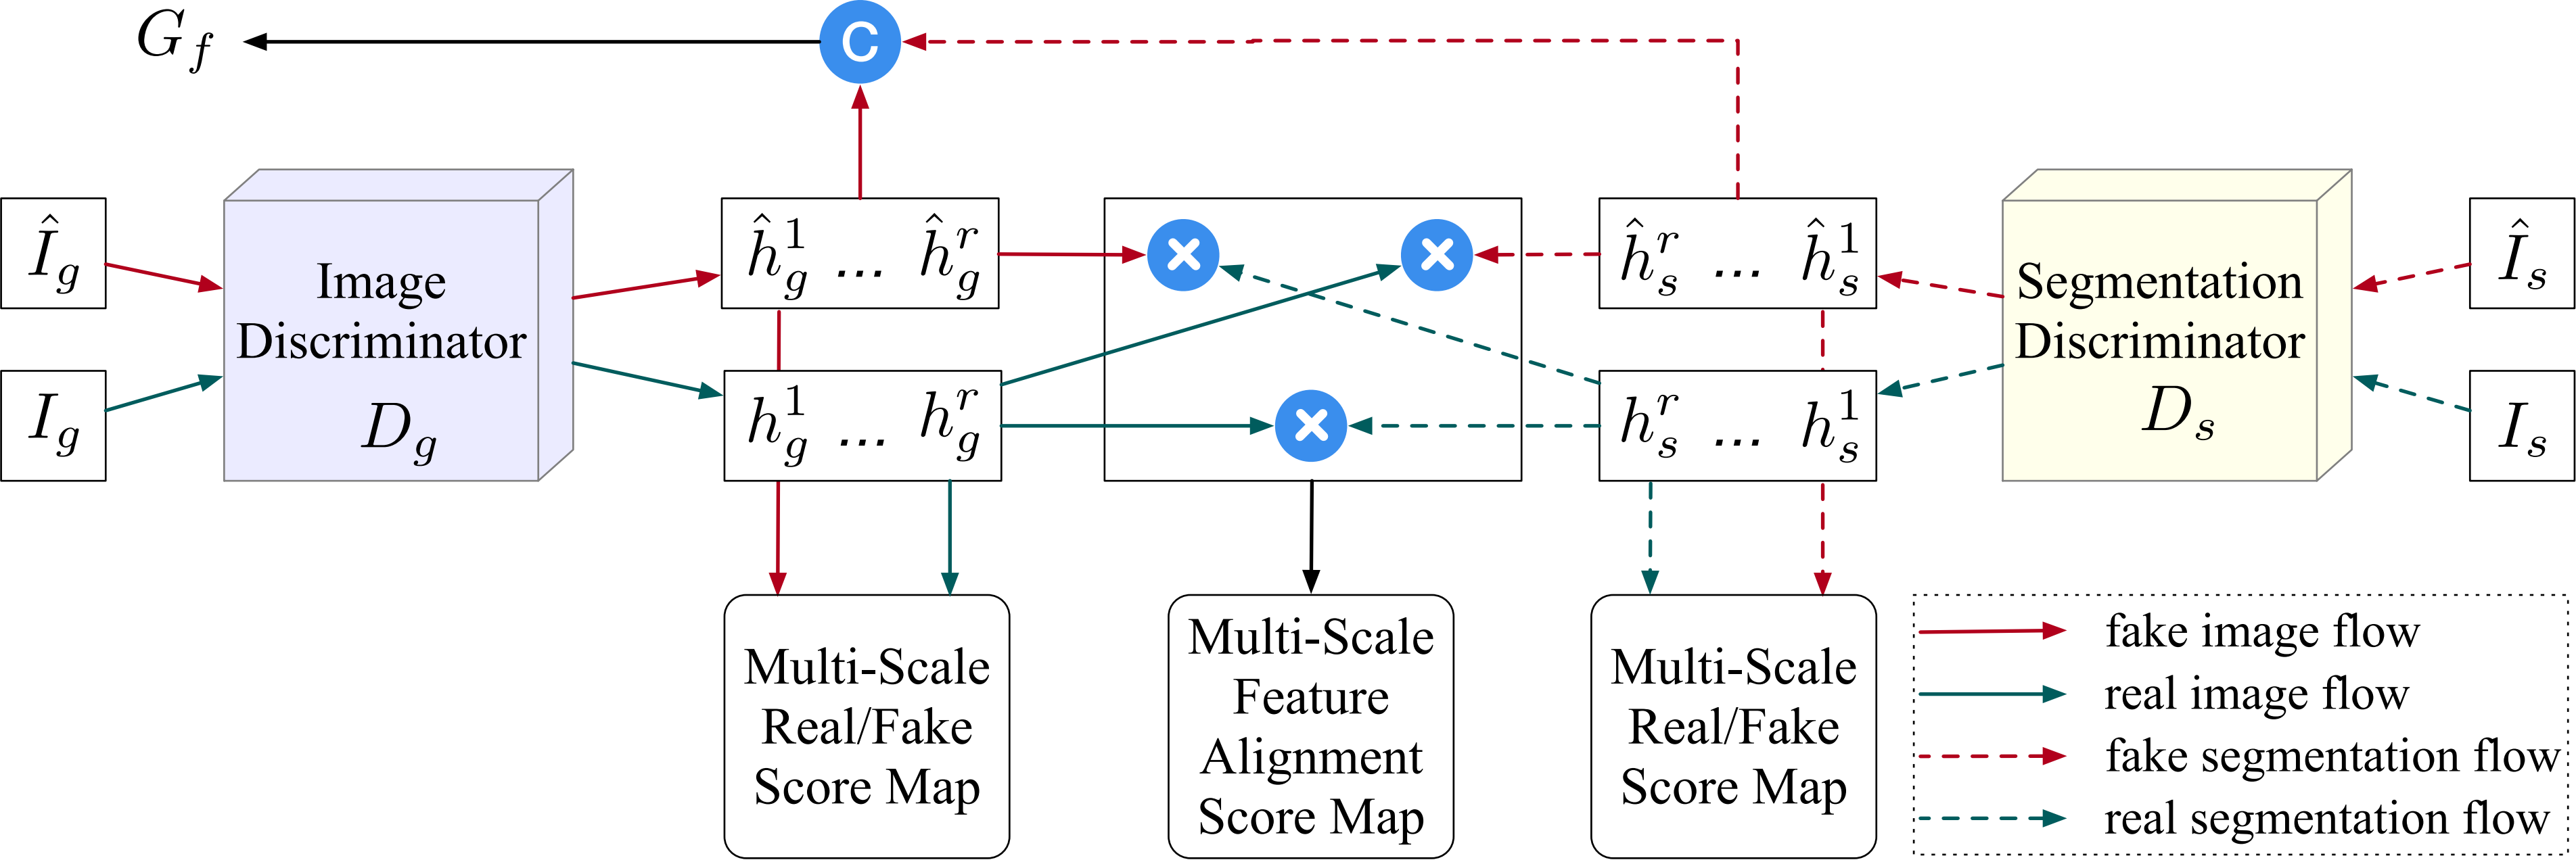 G_f
C
Î_g
Image
Discriminator
D_g
I_g
ĥ_g^1 ... ĥ_g^r
h_g^1 ... h_g^r
ĥ_s^r ... ĥ_s^1
h_s^r ... h_s^1
Segmentation
Discriminator
D_s
Î_s
I_s
Multi-Scale
Real/Fake
Score Map
Multi-Scale
Feature
Alignment
Score Map
Multi-Scale
Real/Fake
Score Map
fake image flow
real image flow
fake segmentation flow
real segmentation flow